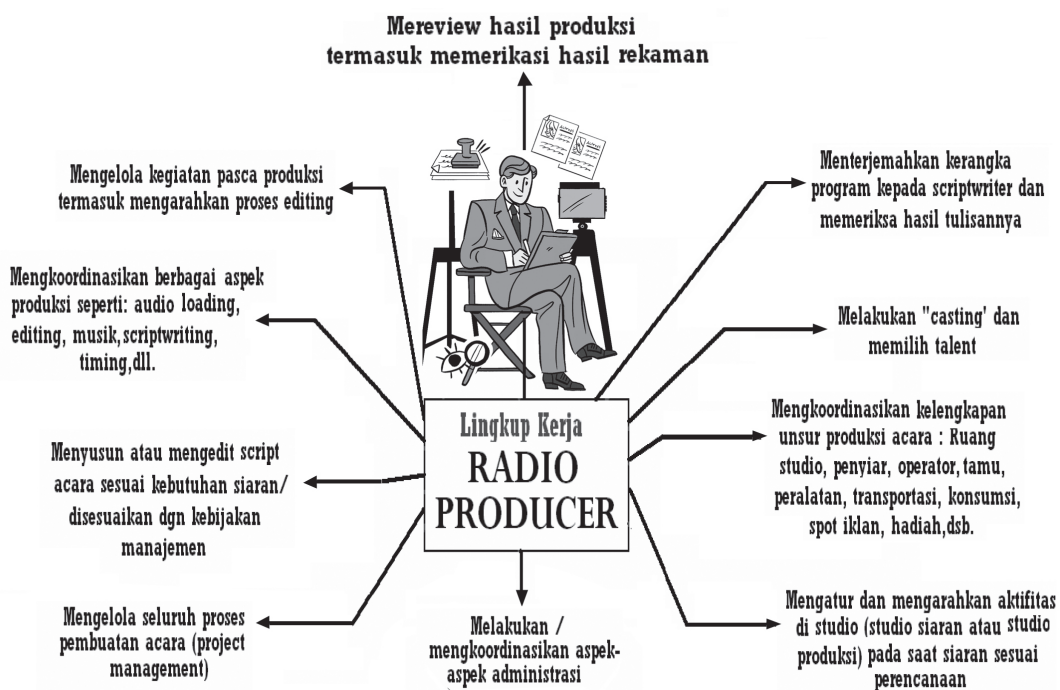 Mereview hasil produksi
termasuk memerikasi hasil rekaman
Mengelola kegiatan pasca produksi
termasuk mengarahkan proses editing
Menterjemahkan kerangka
program kepada scriptwriter dan
memeriksa hasil tulisannya
Mengkoordinasikan berbagai aspek
produksi seperti: audio loading,
editing, musik,scriptwriting,
timing,dll.
Melakukan "casting' dan
memilih talent
Lingkup Kerja
RADIO
PRODUCER
Mengkoordinasikan kelengkapan
unsur produksi acara : Ruang
studio, penyiar, operator, tamu,
peralatan, transportasi, konsumsi,
spot iklan, hadiah,dsb.
Menyusun atau mengedit script
acara sesuai kebutuhan siaran/
disesuaikan dgn kebijakan
manajemen
Mengelola seluruh proses
pembuatan acara (project
management)
Melakukan /
mengkoordinasikan aspek-
aspek administrasi
Mengatur dan mengarahkan aktifitas
di studio (studio siaran atau studio
produksi) pada saat siaran sesuai
perencanaan